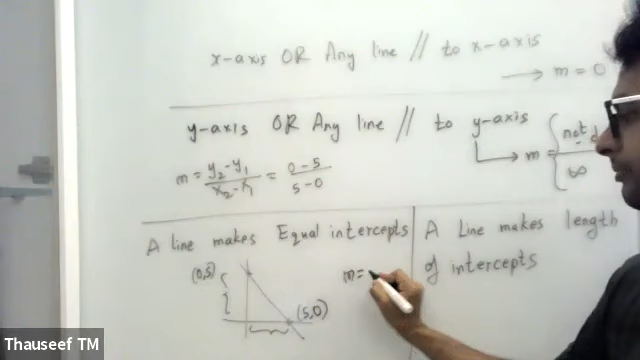 x-axis OR Any line // to x-axis
→ m = 0
y-axis OR Any line // to y-axis
m = { not
∞
m = y₂-y₁/x₂-x₁ = 0-5/5-0
A line makes Equal intercepts
(0,5)
(5,0)
m=
A Line makes length
of intercepts
Thauseef TM